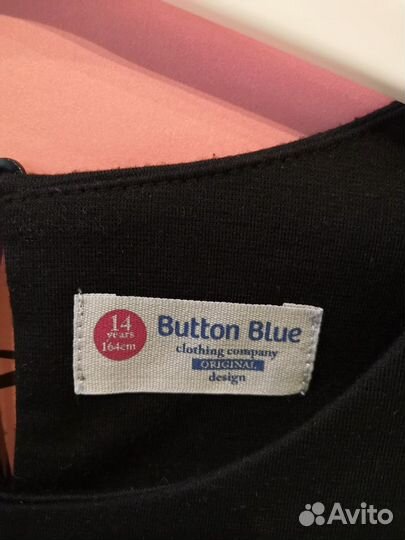 14
years
164cm
Button Blue
clothing company
ORIGINAL
design
Avito